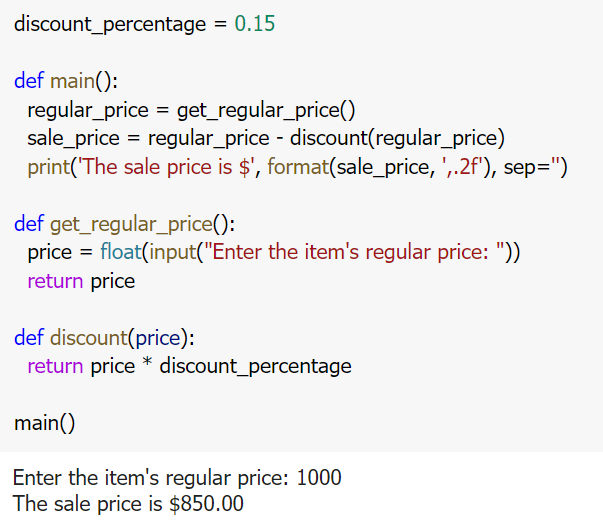 discount_percentage = 0.15
def main():
regular_price = get_regular_price()
sale_price = regular_price - discount(regular_price)
print('The sale price is $', format(sale_price, ',.2f'), sep='')
def get_regular_price():
price = float(input("Enter the item's regular price: "))
return price
def discount(price):
return price * discount_percentage
main()
Enter the item's regular price: 1000
The sale price is $850.00